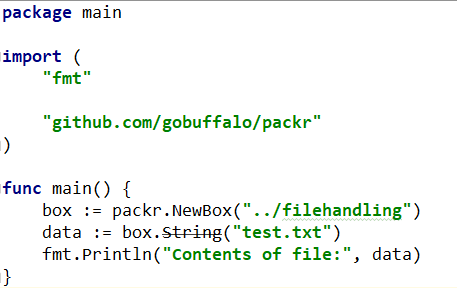 package main
import (
"fmt"
"github.com/gobuffalo/packr"
)
func main() {
box := packr.NewBox("../filehandling")
data := box.String("test.txt")
fmt.Println("Contents of file:", data)
}